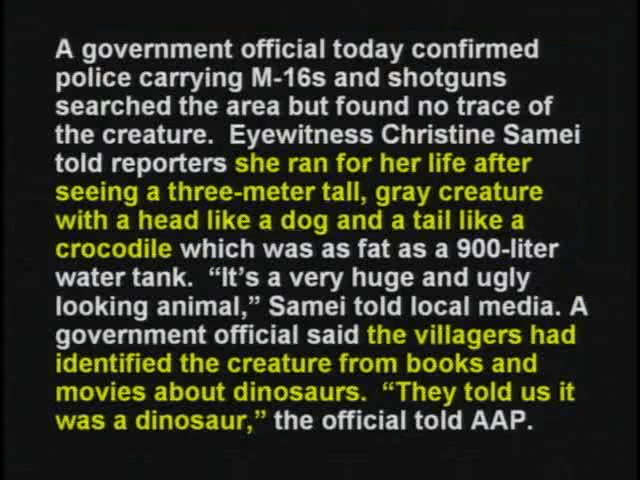 A government official today confirmed
police carrying M-16s and shotguns
searched the area but found no trace of
the creature.  Eyewitness Christine Samei
told reporters she ran for her life after
seeing a three-meter tall, gray creature
with a head like a dog and a tail like a
crocodile which was as fat as a 900-liter
water tank.  “It’s a very huge and ugly
looking animal,” Samei told local media. A
government official said the villagers had
identified the creature from books and
movies about dinosaurs.  “They told us it
was a dinosaur,” the official told AAP.